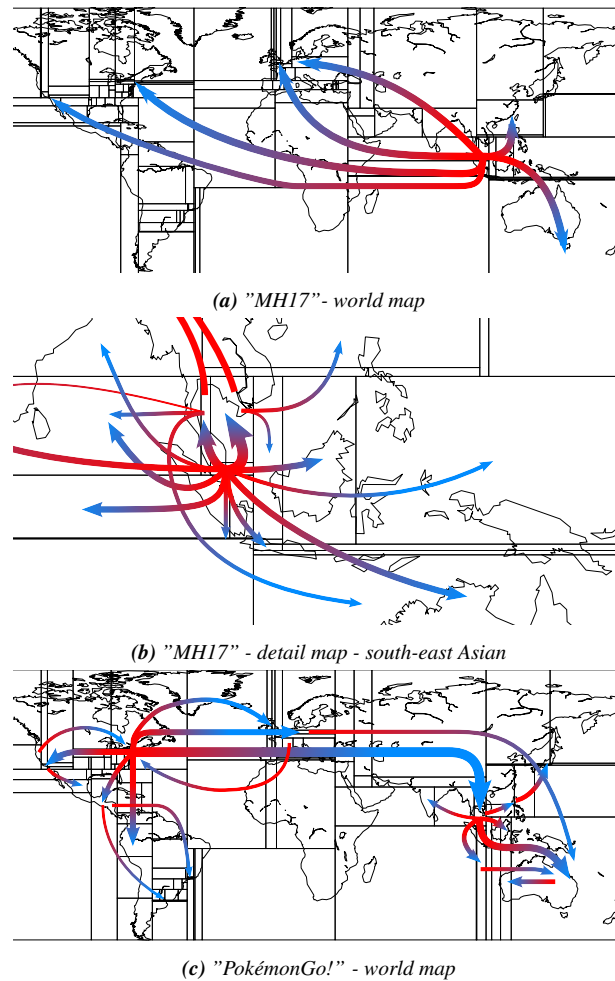 (a) ”MH17”- world map
(b) ”MH17” - detail map - south-east Asian
(c) ”PokémonGo!” - world map